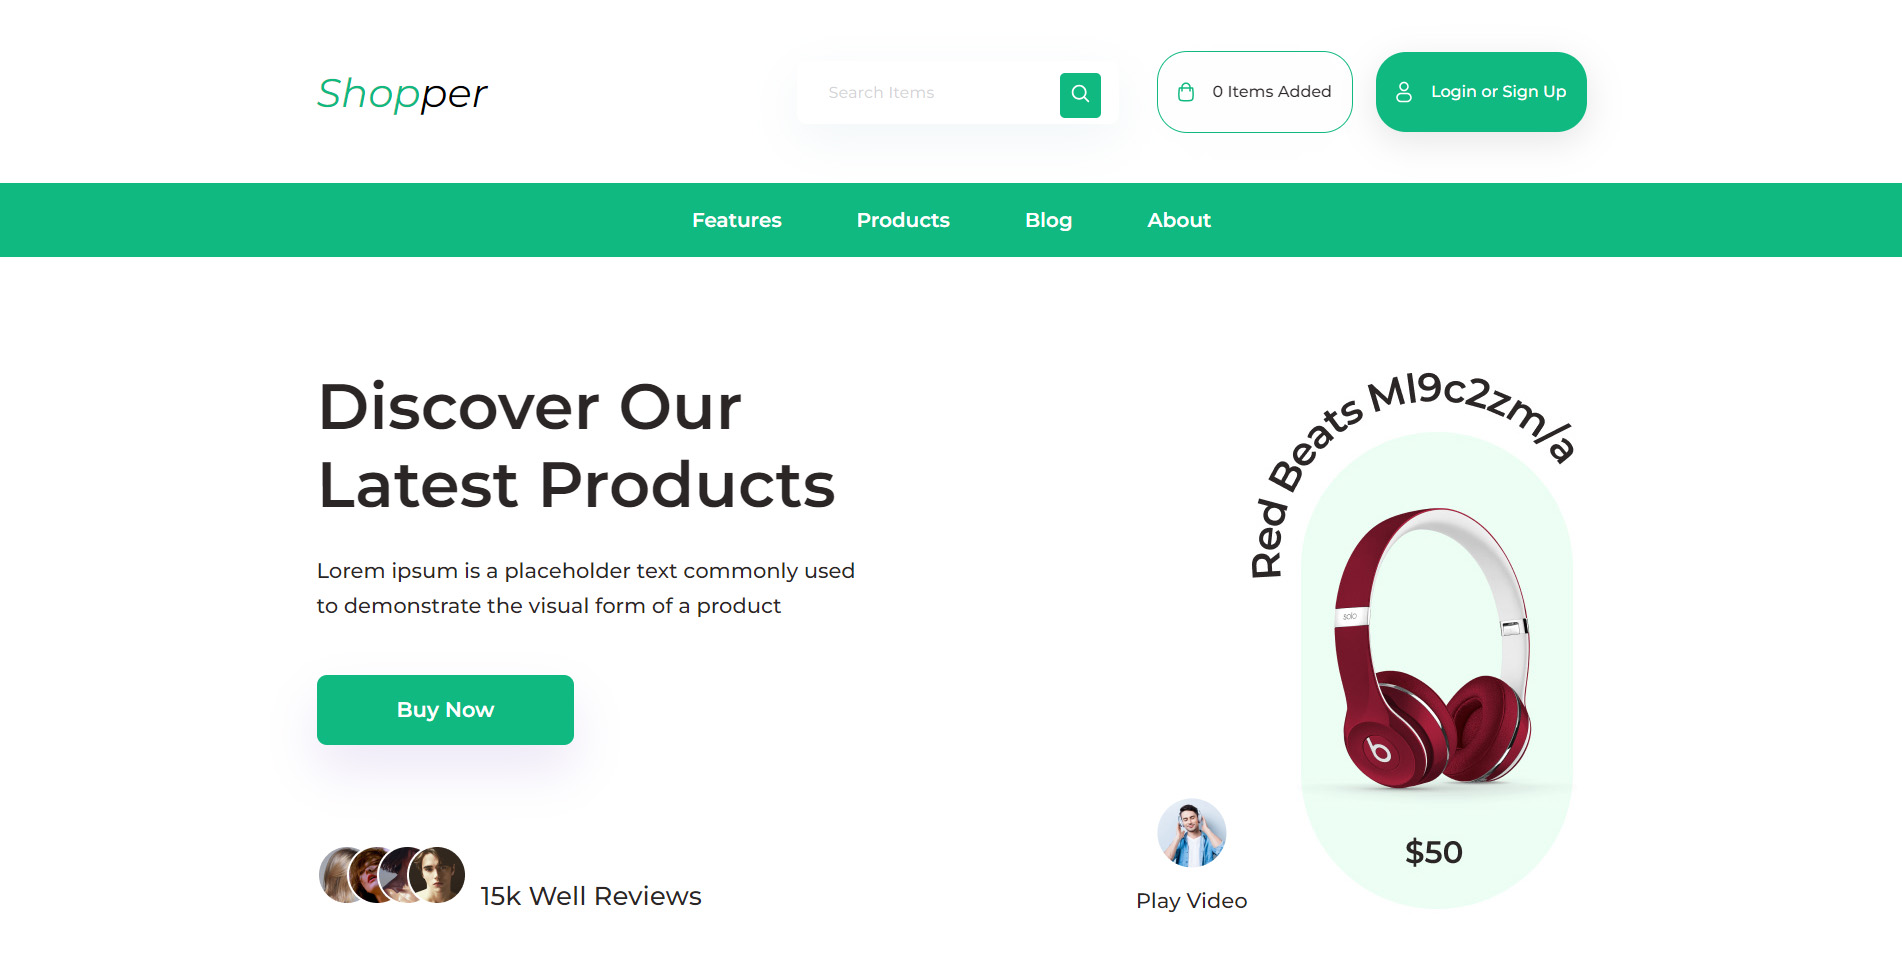 Shopper
Search Items
0 Items Added
Login or Sign Up
Features
Products
Blog
About
Discover Our
Latest Products
Lorem ipsum is a placeholder text commonly used
to demonstrate the visual form of a product
Buy Now
15k Well Reviews
Red Beats Ml9c2zm/a
solo
b
$50
Play Video